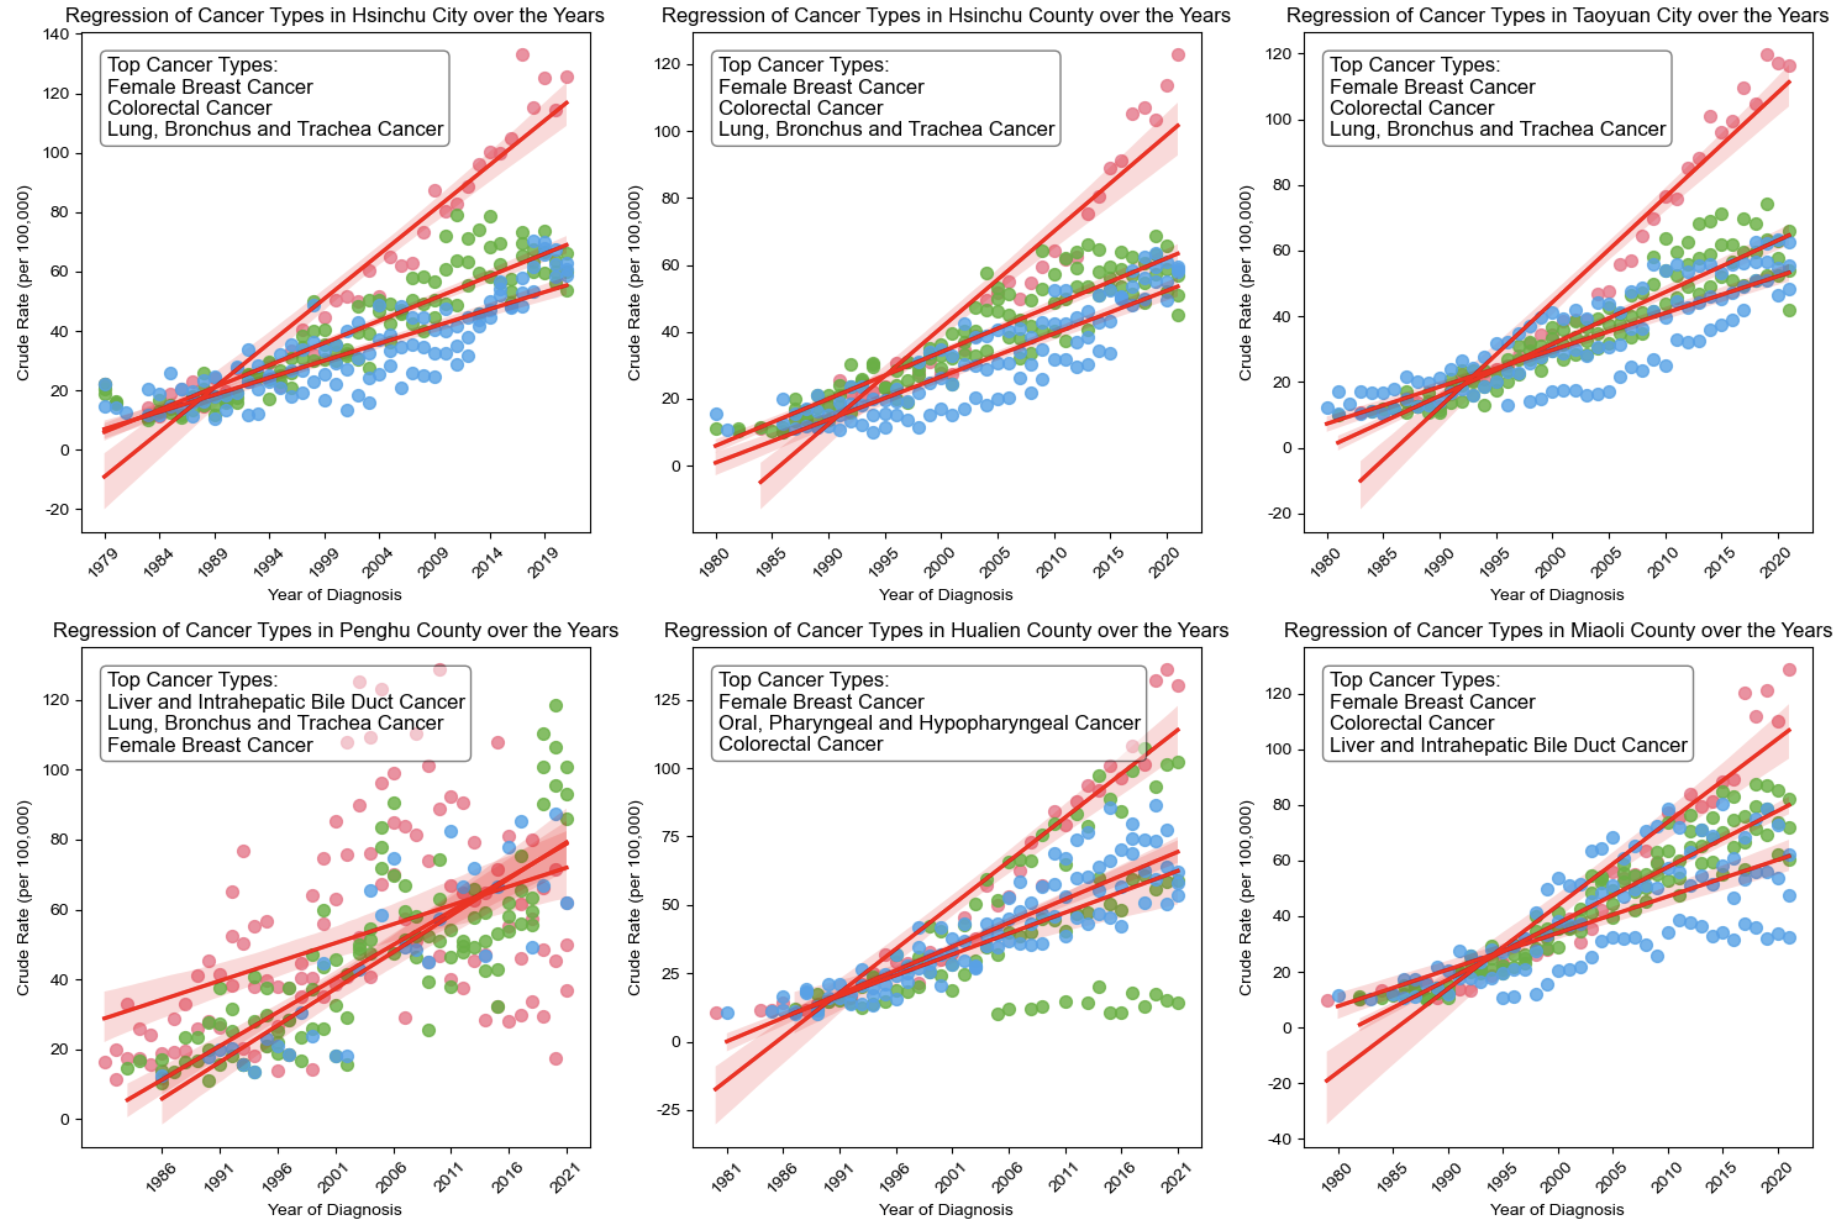 Regression of Cancer Types in Hsinchu City over the Years
140
120
100
80
60
40
20
0
-20
Crude Rate (per 100,000)
Top Cancer Types:
Female Breast Cancer
Colorectal Cancer
Lung, Bronchus and Trachea Cancer
1979
1984
1989
1994
1999
2004
2009
2014
2019
Year of Diagnosis
Regression of Cancer Types in Hsinchu County over the Years
120
100
80
60
40
20
0
Crude Rate (per 100,000)
Top Cancer Types:
Female Breast Cancer
Colorectal Cancer
Lung, Bronchus and Trachea Cancer
1980
1985
1990
1995
2000
2005
2010
2015
2020
Year of Diagnosis
Regression of Cancer Types in Taoyuan City over the Years
120
100
80
60
40
20
0
-20
Crude Rate (per 100,000)
Top Cancer Types:
Female Breast Cancer
Colorectal Cancer
Lung, Bronchus and Trachea Cancer
1980
1985
1990
1995
2000
2005
2010
2015
2020
Year of Diagnosis
Regression of Cancer Types in Penghu County over the Years
120
100
80
60
40
20
0
Crude Rate (per 100,000)
Top Cancer Types:
Liver and Intrahepatic Bile Duct Cancer
Lung, Bronchus and Trachea Cancer
Female Breast Cancer
1986
1991
1996
2001
2006
2011
2016
2021
Year of Diagnosis
Regression of Cancer Types in Hualien County over the Years
125
100
75
50
25
0
-25
Crude Rate (per 100,000)
Top Cancer Types:
Female Breast Cancer
Oral, Pharyngeal and Hypopharyngeal Cancer
Colorectal Cancer
1981
1986
1991
1996
2001
2006
2011
2016
2021
Year of Diagnosis
Regression of Cancer Types in Miaoli County over the Years
120
100
80
60
40
20
0
-20
-40
Crude Rate (per 100,000)
Top Cancer Types:
Female Breast Cancer
Colorectal Cancer
Liver and Intrahepatic Bile Duct Cancer
1980
1985
1990
1995
2000
2005
2010
2015
2020
Year of Diagnosis